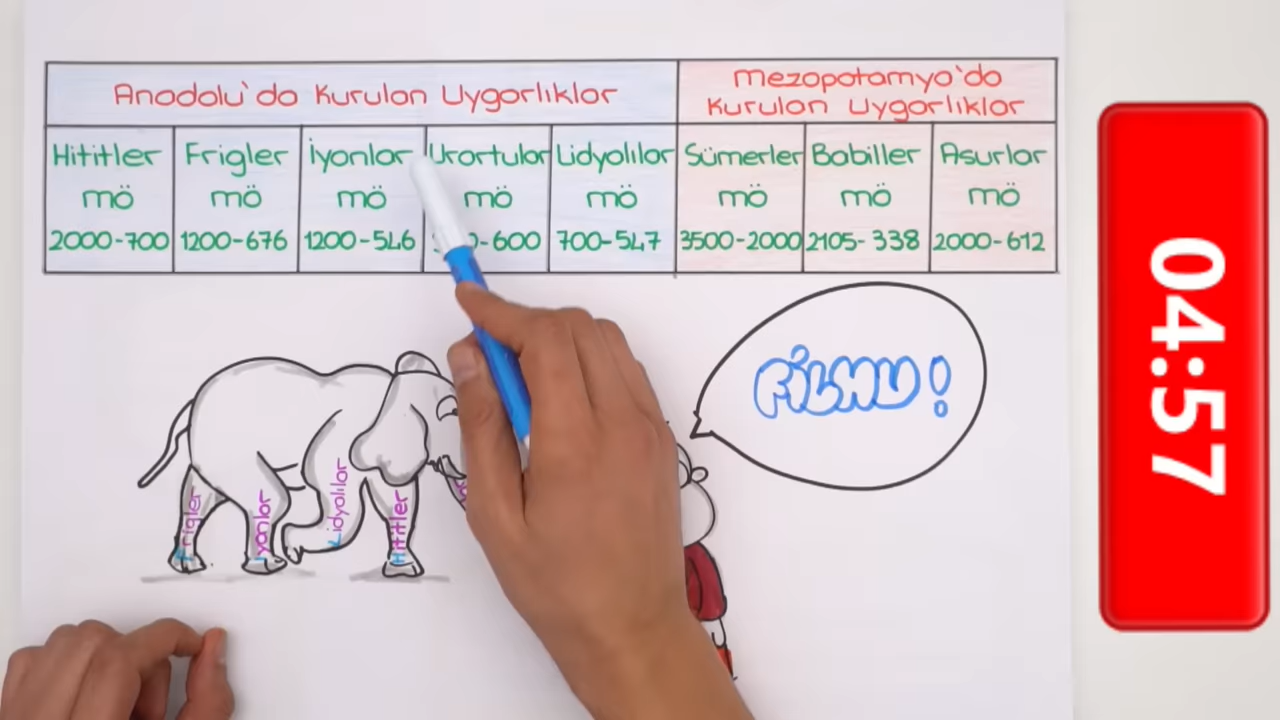 Anadolu'da Kurulan Uygarlıklar
Mezopotamya'da
Kurulan Uygarlıklar
Hititler
mö
2000-700
Frigler
mö
1200-676
İyonlar
mö
1200-546
Urartular
mö
-600
Lidyalılar
mö
700-547
Sümerler
mö
3500-2000
Babiller
mö
2105-338
Asurlar
mö
2000-612
FİLHU!
Frigler
İyonlar
Lidyalılar
Hititler
04:57